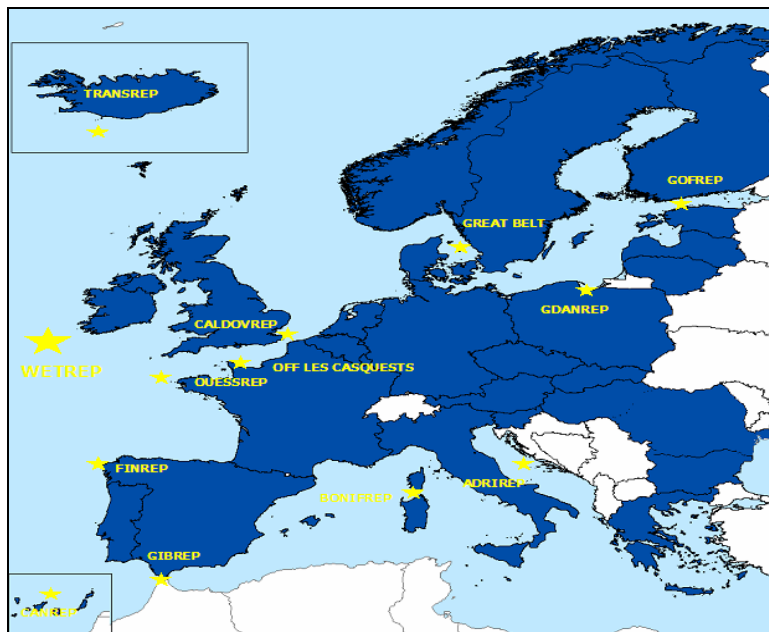 TRANSREP
GOFREP
GREAT BELT
GDANREP
CALDOVREP
WETREP
OFF LES CASQUESTS
OUESSREP
FINREP
ADRIREP
BONIFREP
GIBREP
CANREP